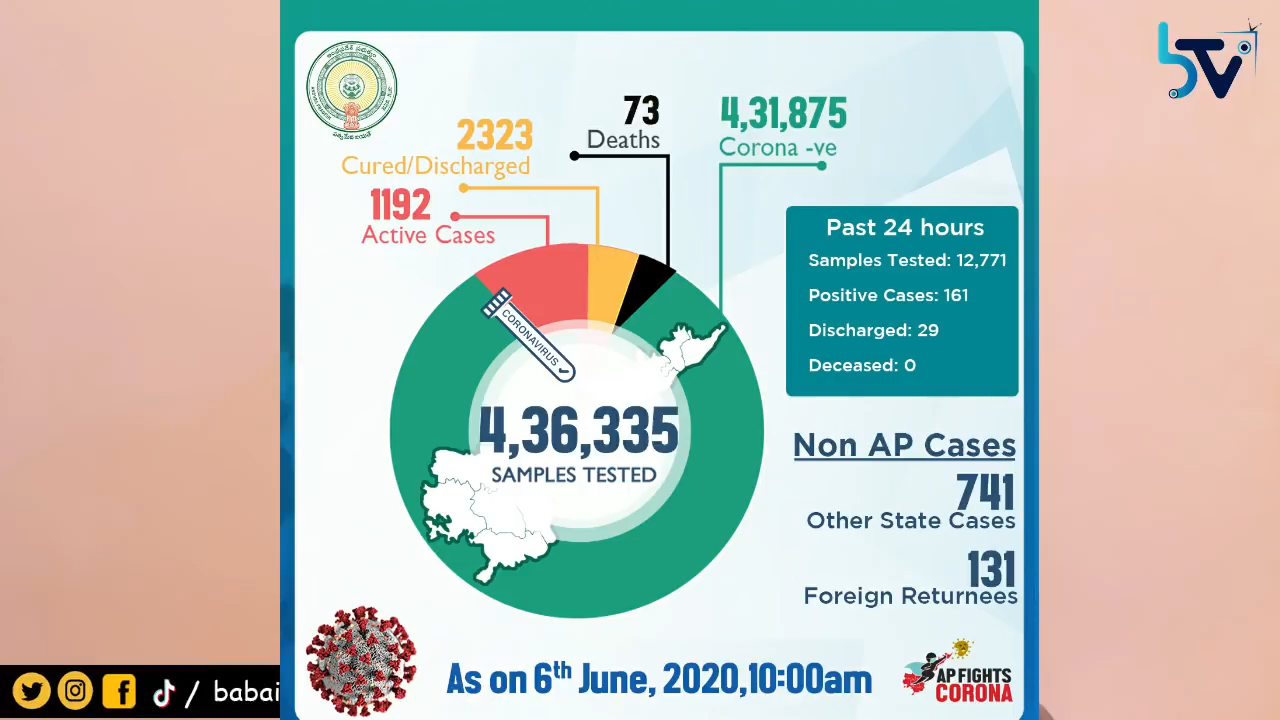 bTV
73
Deaths
4,31,875
Corona -ve
2323
Cured/Discharged
1192
Active Cases
Past 24 hours
Samples Tested: 12,771
Positive Cases: 161
Discharged: 29
Deceased: 0
CORONAVIRUS
4,36,335
SAMPLES TESTED
Non AP Cases
741
Other State Cases
131
Foreign Returnees
As on 6th June, 2020,10:00am
AP FIGHTS
CORONA
/ babai